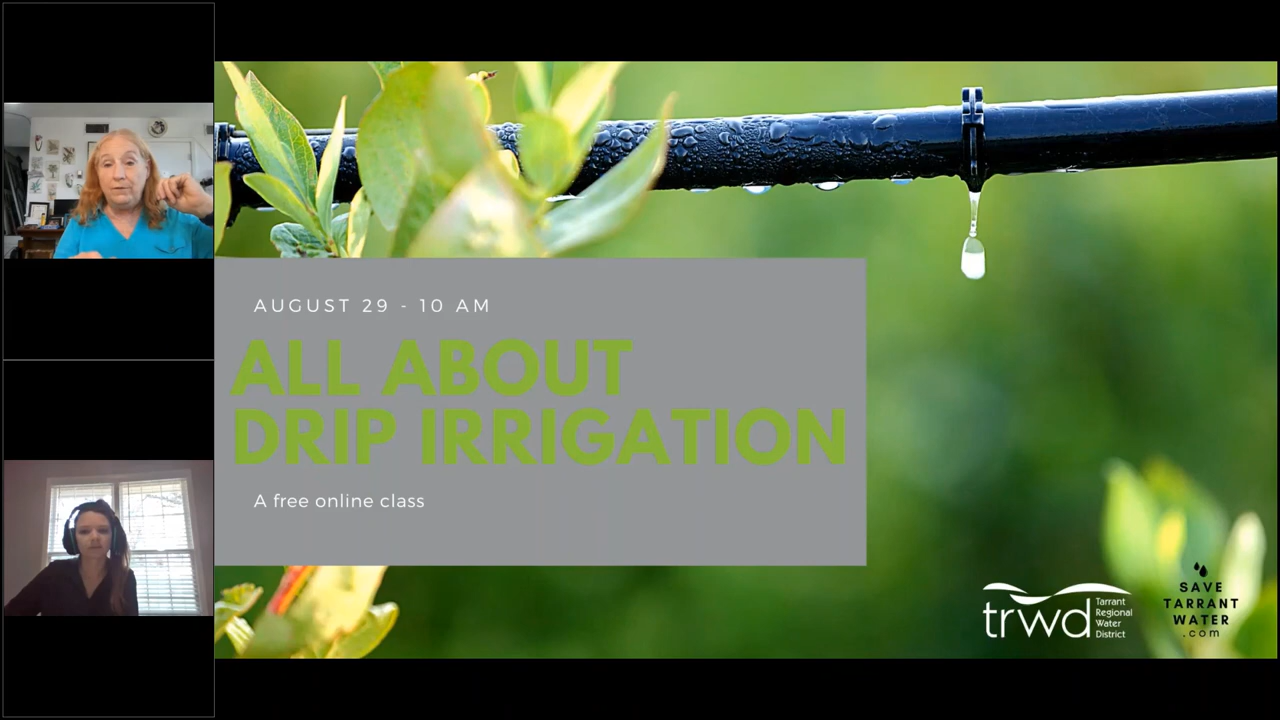 AUGUST 29 - 10 AM
ALL ABOUT
DRIP IRRIGATION
A free online class
trwd
Tarrant
Regional
Water
District
SAVE
TARRANT
WATER
.com